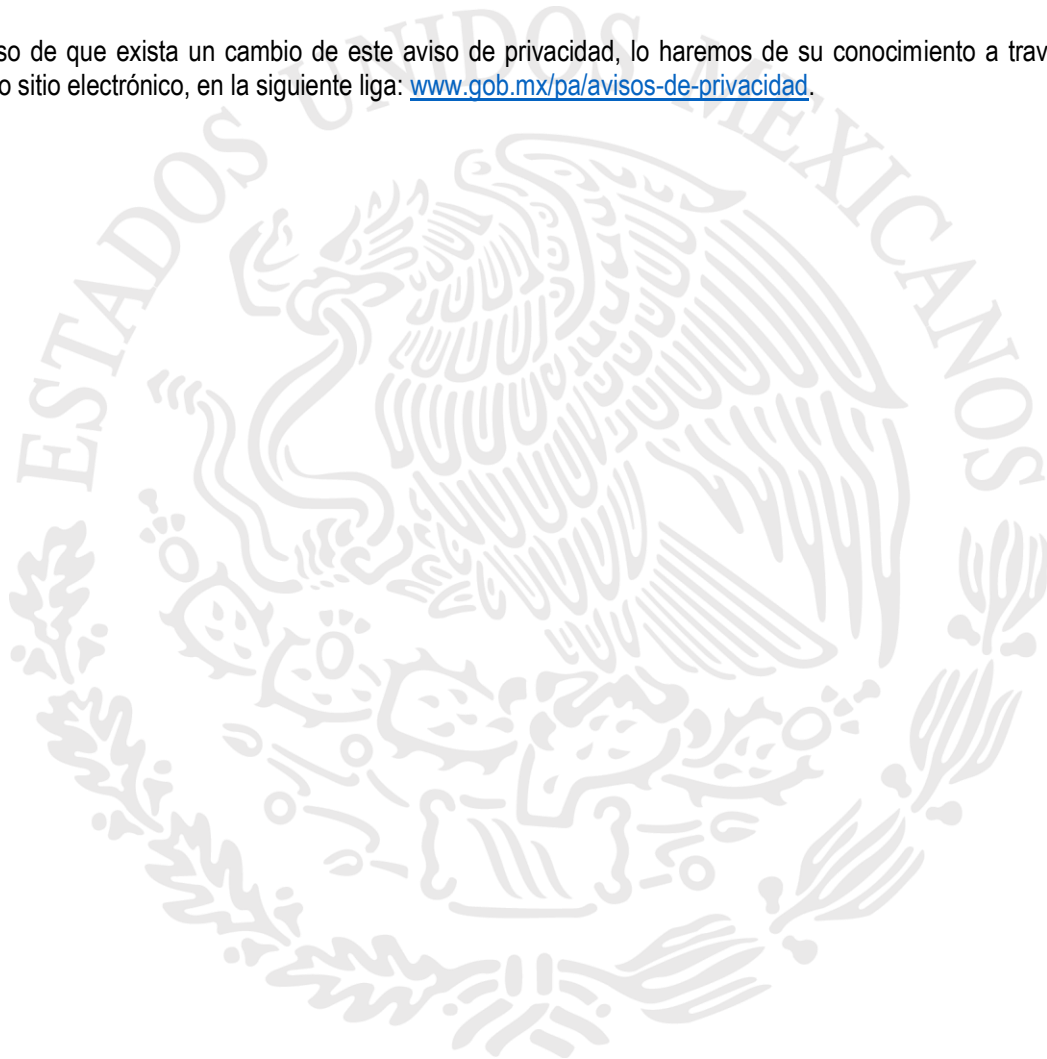 so de que exista un cambio de este aviso de privacidad, lo haremos de su conocimiento a trav
o sitio electrónico, en la siguiente liga: www.gob.mx/pa/avisos-de-privacidad.
ESTADOS UNIDOS MEXICANOS